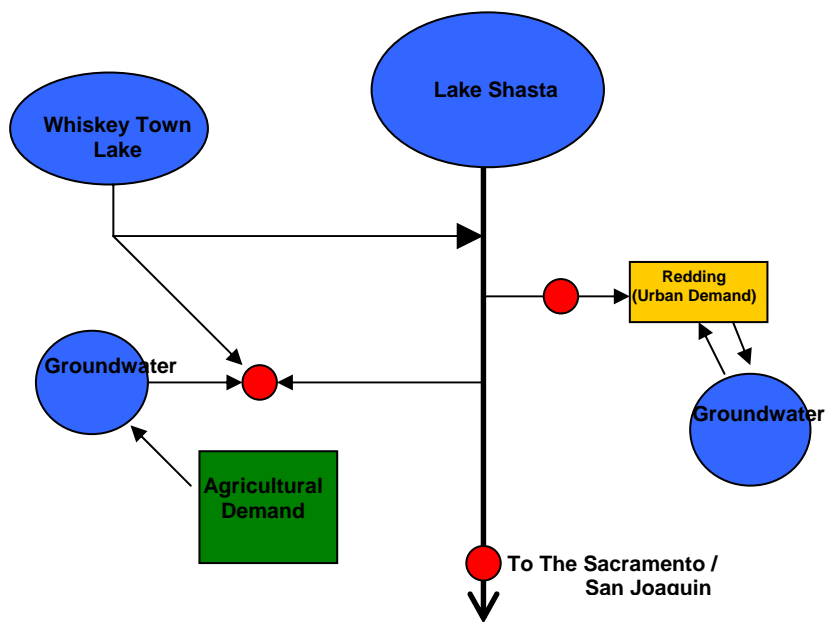 Lake Shasta
Whiskey Town
Lake
Redding
(Urban Demand)
Groundwater
Groundwater
Agricultural
Demand
To The Sacramento /
San Joaquin